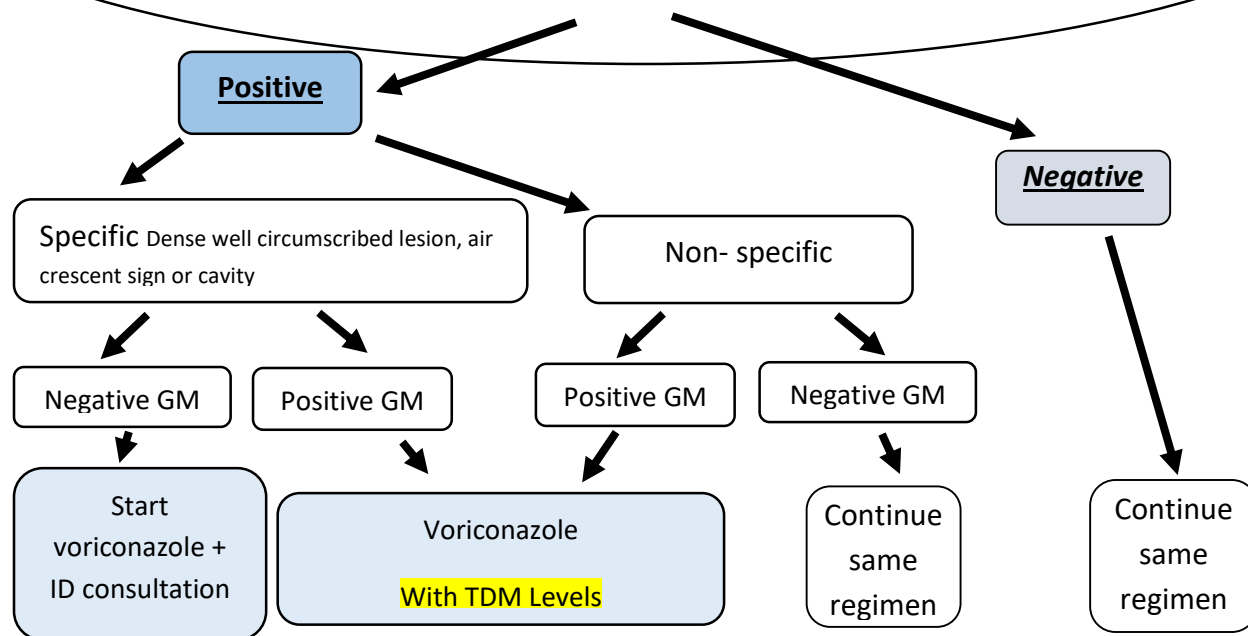 Positive
Negative
Specific Dense well circumscribed lesion, air
crescent sign or cavity
Non- specific
Negative GM
Positive GM
Positive GM
Negative GM
Start
voriconazole +
ID consultation
Voriconazole
With TDM Levels
Continue
same
regimen
Continue
same
regimen